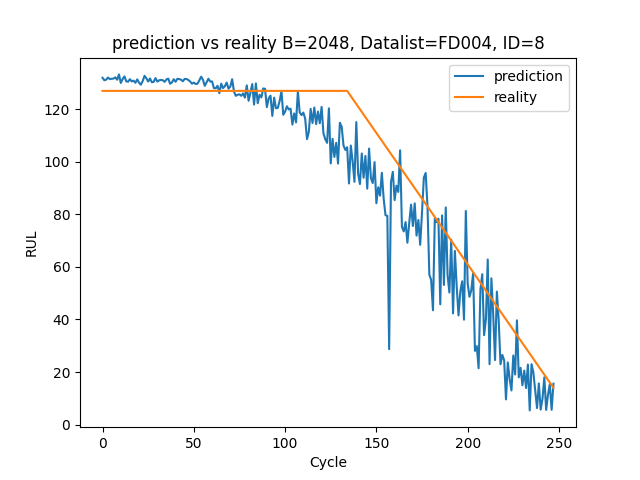 prediction vs reality B=2048, Datalist=FD004, ID=8
prediction
reality
120
100
80
60
40
20
0
RUL
0 50 100 150 200 250
Cycle